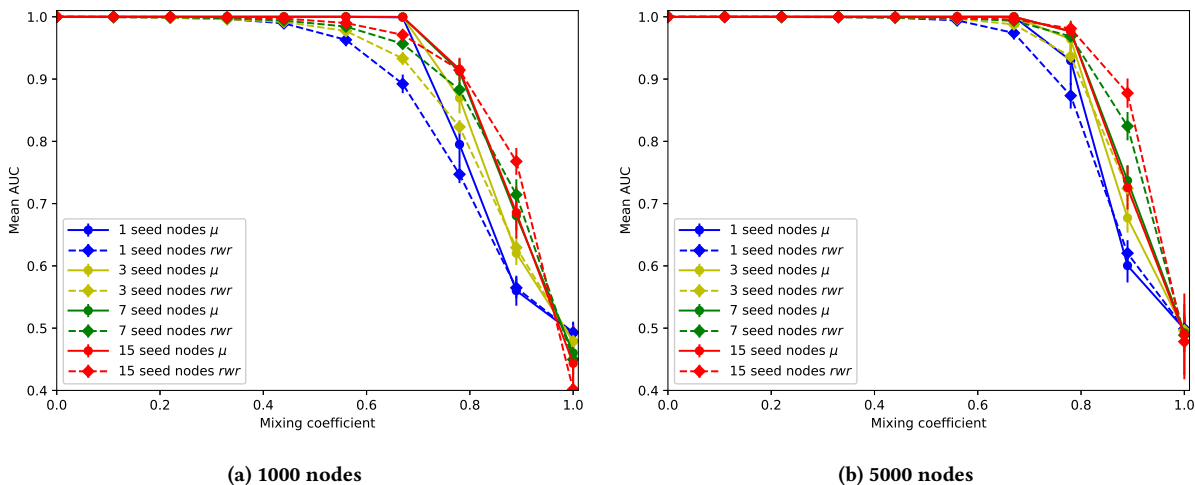 1.0
0.9
0.8
0.7
0.6
0.5
0.4
Mean AUC
1 seed nodes μ
1 seed nodes rwr
3 seed nodes μ
3 seed nodes rwr
7 seed nodes μ
7 seed nodes rwr
15 seed nodes μ
15 seed nodes rwr
0.0 0.2 0.4 0.6 0.8 1.0
Mixing coefficient
(a) 1000 nodes
1.0
0.9
0.8
0.7
0.6
0.5
0.4
Mean AUC
1 seed nodes μ
1 seed nodes rwr
3 seed nodes μ
3 seed nodes rwr
7 seed nodes μ
7 seed nodes rwr
15 seed nodes μ
15 seed nodes rwr
0.0 0.2 0.4 0.6 0.8 1.0
Mixing coefficient
(b) 5000 nodes